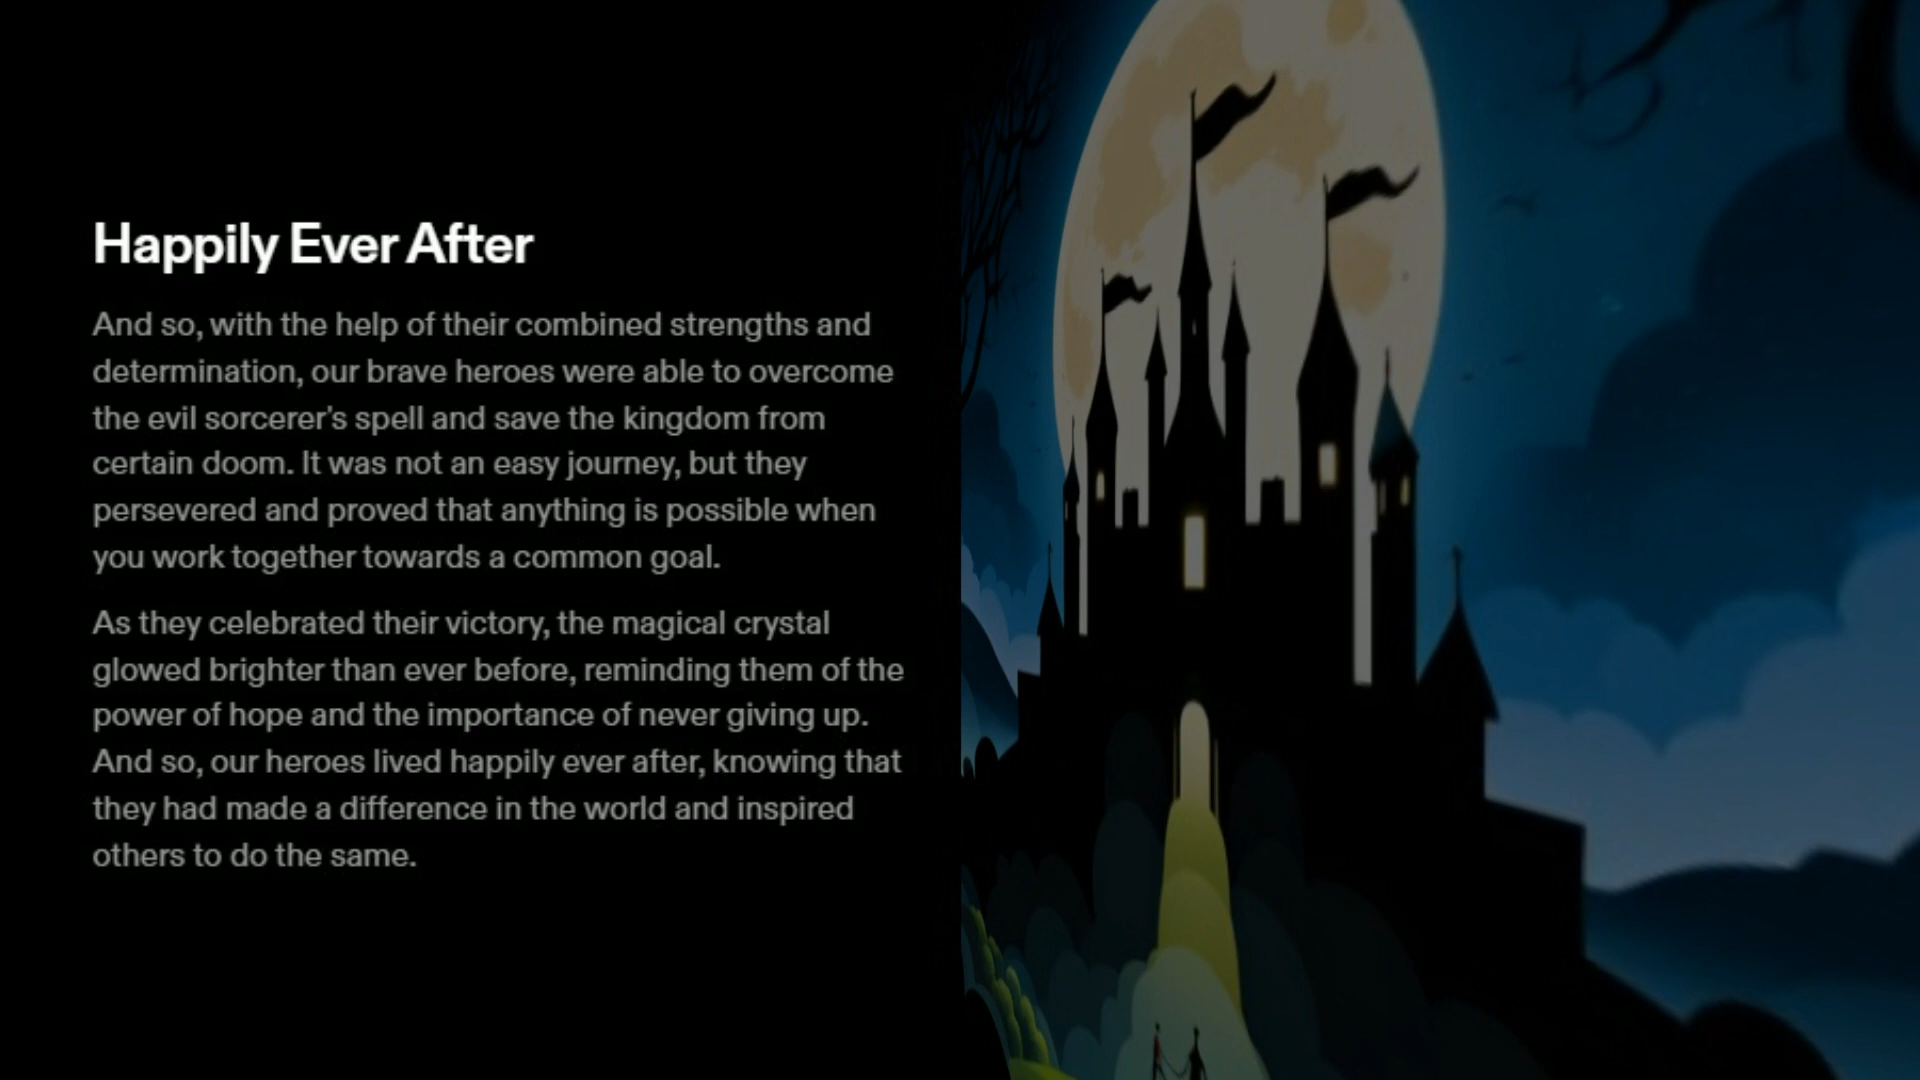 Happily Ever After
And so, with the help of their combined strengths and
determination, our brave heroes were able to overcome
the evil sorcerer's spell and save the kingdom from
certain doom. It was not an easy journey, but they
persevered and proved that anything is possible when
you work together towards a common goal.
As they celebrated their victory, the magical crystal
glowed brighter than ever before, reminding them of the
power of hope and the importance of never giving up.
And so, our heroes lived happily ever after, knowing that
they had made a difference in the world and inspired
others to do the same.